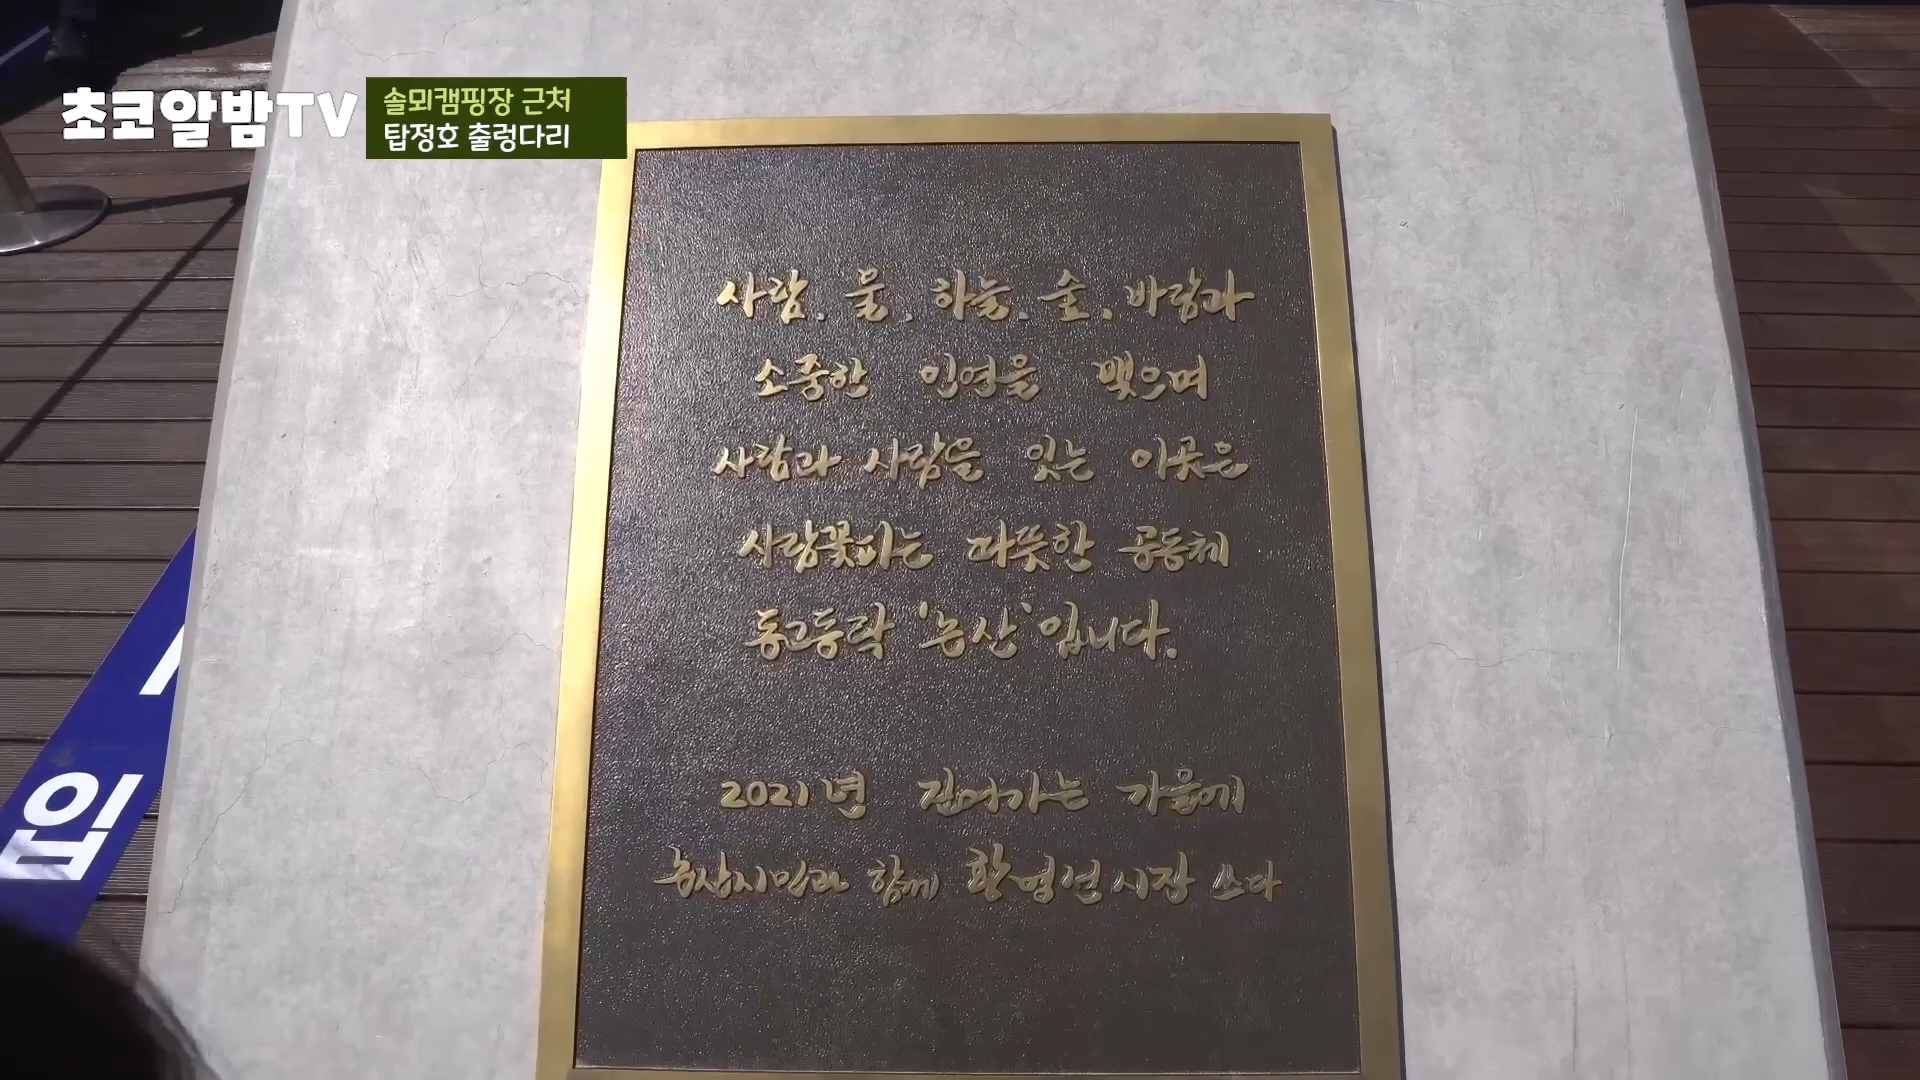 초코알밤TV
솔뫼캠핑장 근처
탑정호 출렁다리
사람, 물, 하늘, 숲, 바람과
소중한 인연을 맺으며
사람과 사람을 잇는 이곳은
사람꽃피는 따뜻한 공동체
동고동락 '논산'입니다.
2021년 깊어가는 가을에
논산시민과 함께 황명선 시장 쓰다
입